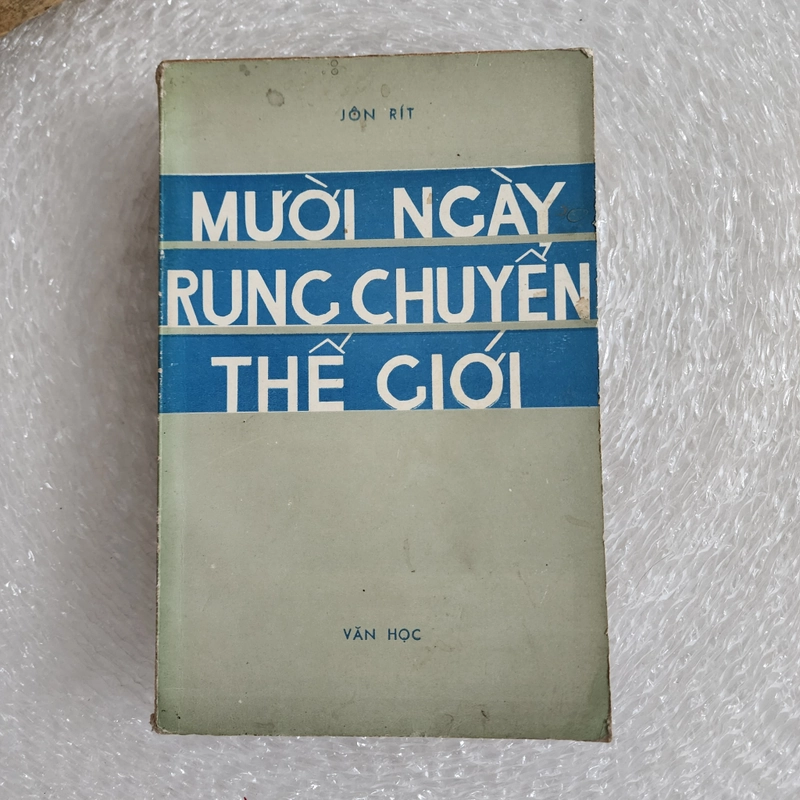 JÔN RÍT
MƯỜI NGÀY
RUNG CHUYỂN
THẾ GIỚI
VĂN HỌC